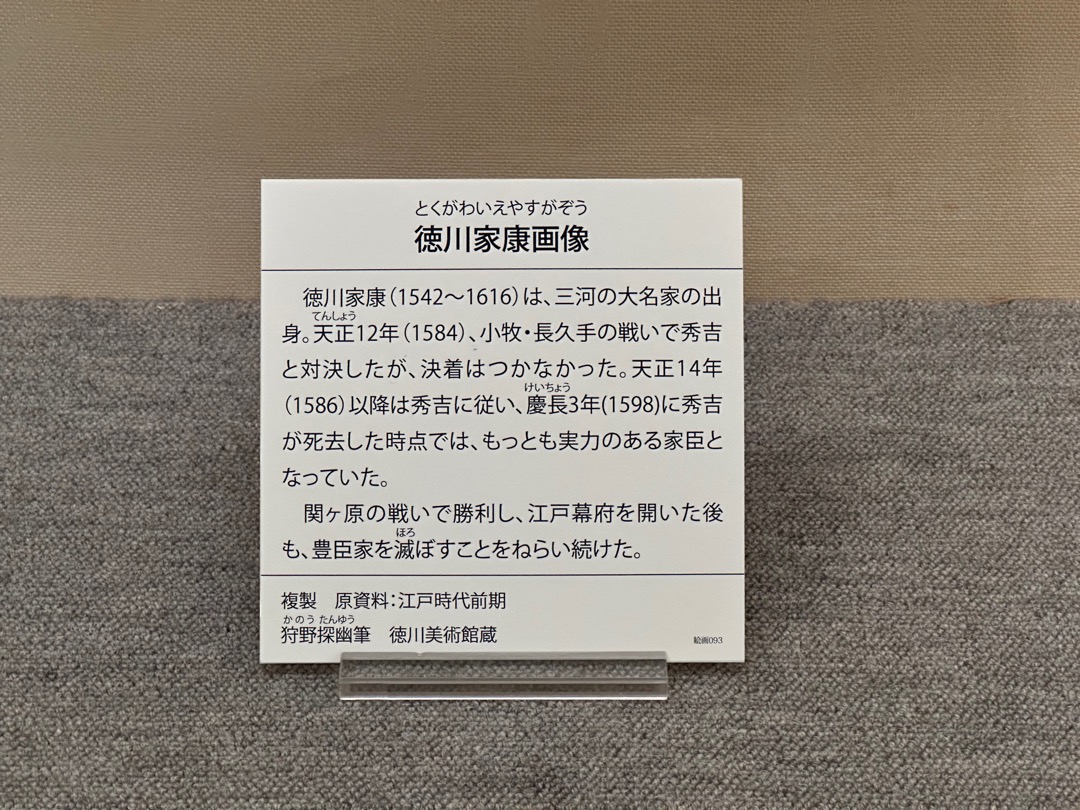 とくがわいえやすがぞう
徳川家康画像
徳川家康（1542〜1616）は、三河の大名家の出
てんしょう
身。天正12年（1584）、小牧・長久手の戦いで秀吉
と対決したが、決着はつかなかった。天正14年
けいちょう
（1586）以降は秀吉に従い、慶長3年(1598)に秀吉
が死去した時点では、もっとも実力のある家臣と
なっていた。
関ヶ原の戦いで勝利し、江戸幕府を開いた後
ほろ
も、豊臣家を滅ぼすことをねらい続けた。
複製　原資料：江戸時代前期
かのう たんゆう
狩野探幽筆　徳川美術館蔵
絵画093